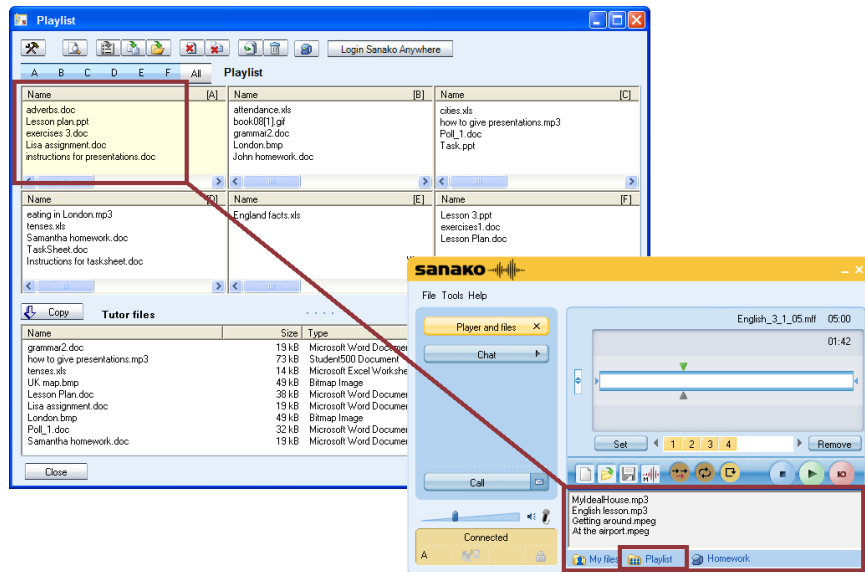 Playlist
Login Sanako Anywhere
A B C D E F All Playlist
Name [A]
adverbs.doc
Lesson plan.ppt
exercises 3.doc
Lisa assignment.doc
instructions for presentations.doc
Name [B]
attendance.xls
book08[1].gif
grammar2.doc
London.bmp
John homework.doc
Name [C]
cities.xls
how to give presentations.mp3
Poll_1.doc
Task.ppt
Name [D]
eating in London.mp3
tenses.xls
Samantha homework.doc
TaskSheet.doc
Instructions for tasksheet.doc
Name [E]
England facts.xls
Name [F]
Lesson 3.ppt
exercises1.doc
Lesson Plan.doc
Copy Tutor files
Name Size Type
grammar2.doc 19 kB Microsoft Word Documer
how to give presentations.mp3 73 kB Student500 Document
tenses.xls 14 kB Microsoft Excel Workshe
UK map.bmp 49 kB Bitmap Image
Lesson Plan.doc 38 kB Microsoft Word Documer
Lisa assignment.doc 19 kB Microsoft Word Documer
London.bmp 49 kB Bitmap Image
Poll_1.doc 32 kB Microsoft Word Documer
Samantha homework.doc 19 kB Microsoft Word Documer
Close
sanako
File Tools Help
Player and files
Chat
Call
Connected
A
English_3_1_05.mff 05:00
01:42
Set 1 2 3 4 Remove
MyIdealHouse.mp3
English lesson.mp3
Getting around.mpeg
At the airport.mpeg
My files Playlist Homework